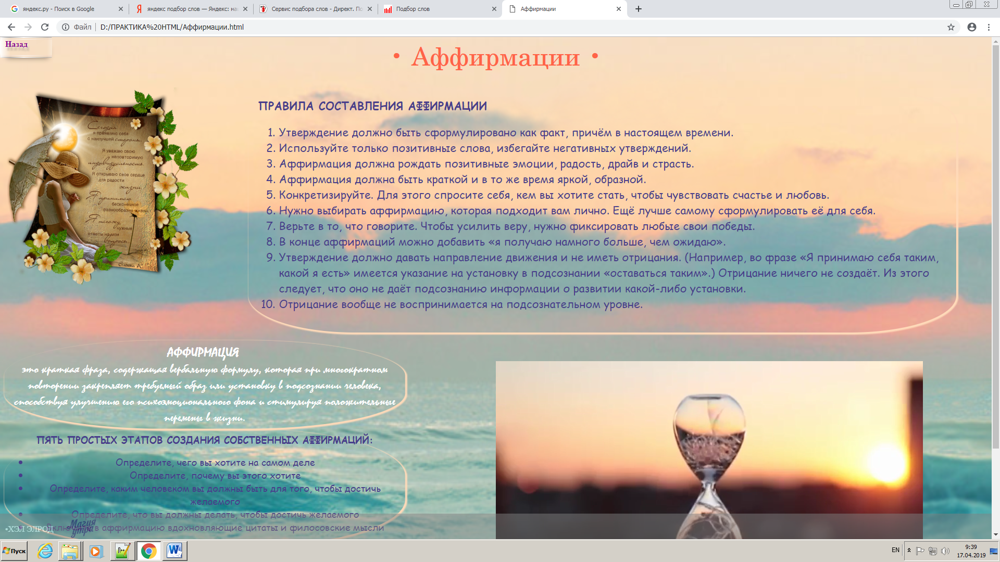 яндекс.ру - Поиск в Google
яндекс подбор слов — Яндекс: на
Сервис подбора слов - Директ. По
Подбор слов
Аффирмации
Файл
D:/ПРАКТИКА%20HTML/Аффирмации.html
Назад
• Аффирмации •
Сегодня
я проявляю себя
с наилучшей стороны.
Я уважаю свою
неповторимую
индивидуальность.
Я открываю свое сердце
для радости
жизни.
Я принимаю
бесконечное
разнообразие жизни.
Я нахожу
нужные
ответы на мои
вопросы.
ПРАВИЛА СОСТАВЛЕНИЯ АФФИРМАЦИИ
1. Утверждение должно быть сформулировано как факт, причём в настоящем времени.
2. Используйте только позитивные слова, избегайте негативных утверждений.
3. Аффирмация должна рождать позитивные эмоции, радость, драйв и страсть.
4. Аффирмация должна быть краткой и в то же время яркой, образной.
5. Конкретизируйте. Для этого спросите себя, кем вы хотите стать, чтобы чувствовать счастье и любовь.
6. Нужно выбирать аффирмацию, которая подходит вам лично. Ещё лучше самому сформулировать её для себя.
7. Верьте в то, что говорите. Чтобы усилить веру, нужно фиксировать любые свои победы.
8. В конце аффирмаций можно добавить «я получаю намного больше, чем ожидаю».
9. Утверждение должно давать направление движения и не иметь отрицания. (Например, во фразе «Я принимаю себя таким,
какой я есть» имеется указание на установку в подсознании «оставаться таким».) Отрицание ничего не создаёт. Из этого
следует, что оно не даёт подсознанию информации о развитии какой-либо установки.
10. Отрицание вообще не воспринимается на подсознательном уровне.
АФФИРМАЦИЯ
это краткая фраза, содержащая вербальную формулу, которая при многократном
повторении закрепляет требуемый образ или установку в подсознании человека,
способствуя улучшению его психоэмоционального фона и стимулируя положительные
перемены в жизни.
ПЯТЬ ПРОСТЫХ ЭТАПОВ СОЗДАНИЯ СОБСТВЕННЫХ АФФИРМАЦИЙ:
• Определите, чего вы хотите на самом деле
• Определите, почему вы этого хотите
• Определите, каким человеком вы должны быть для того, чтобы достичь
желаемого
• Определите, что вы должны делать, чтобы достичь желаемого
в аффирмацию вдохновляющие цитаты и филосовские мысли
•ХЭЛ ЭЛРОД
Магия
утра
Пуск
EN
9:39
17.04.2019